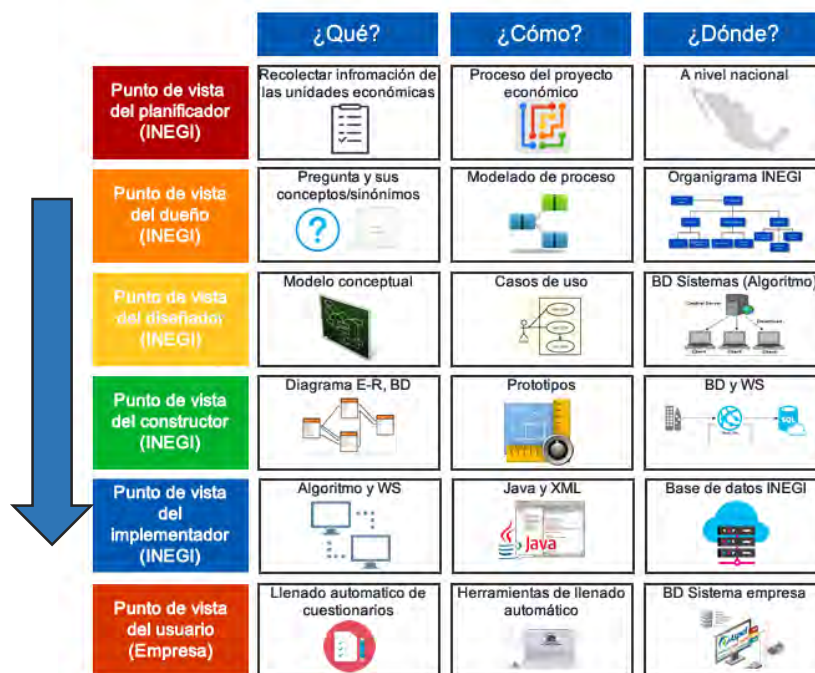 ¿Qué?
¿Cómo?
¿Dónde?
Punto de vista
del planificador
(INEGI)
Recolectar infromación de
las unidades económicas
Proceso del proyecto
económico
A nivel nacional
Punto de vista
del dueño
(INEGI)
Pregunta y sus
conceptos/sinónimos
?
Modelado de proceso
Organigrama INEGI
Punto de vista
del diseñador
(INEGI)
Modelo conceptual
Casos de uso
BD Sistemas (Algoritmo)
Punto de vista
del constructor
(INEGI)
Diagrama E-R, BD
Prototipos
BD y WS
SQL
Punto de vista
del
implementador
(INEGI)
Algoritmo y WS
Java y XML
Java
Base de datos INEGI
Punto de vista
del usuario
(Empresa)
Llenado automatico de
cuestionarios
Herramientas de llenado
automático
BD Sistema empresa
Aspel